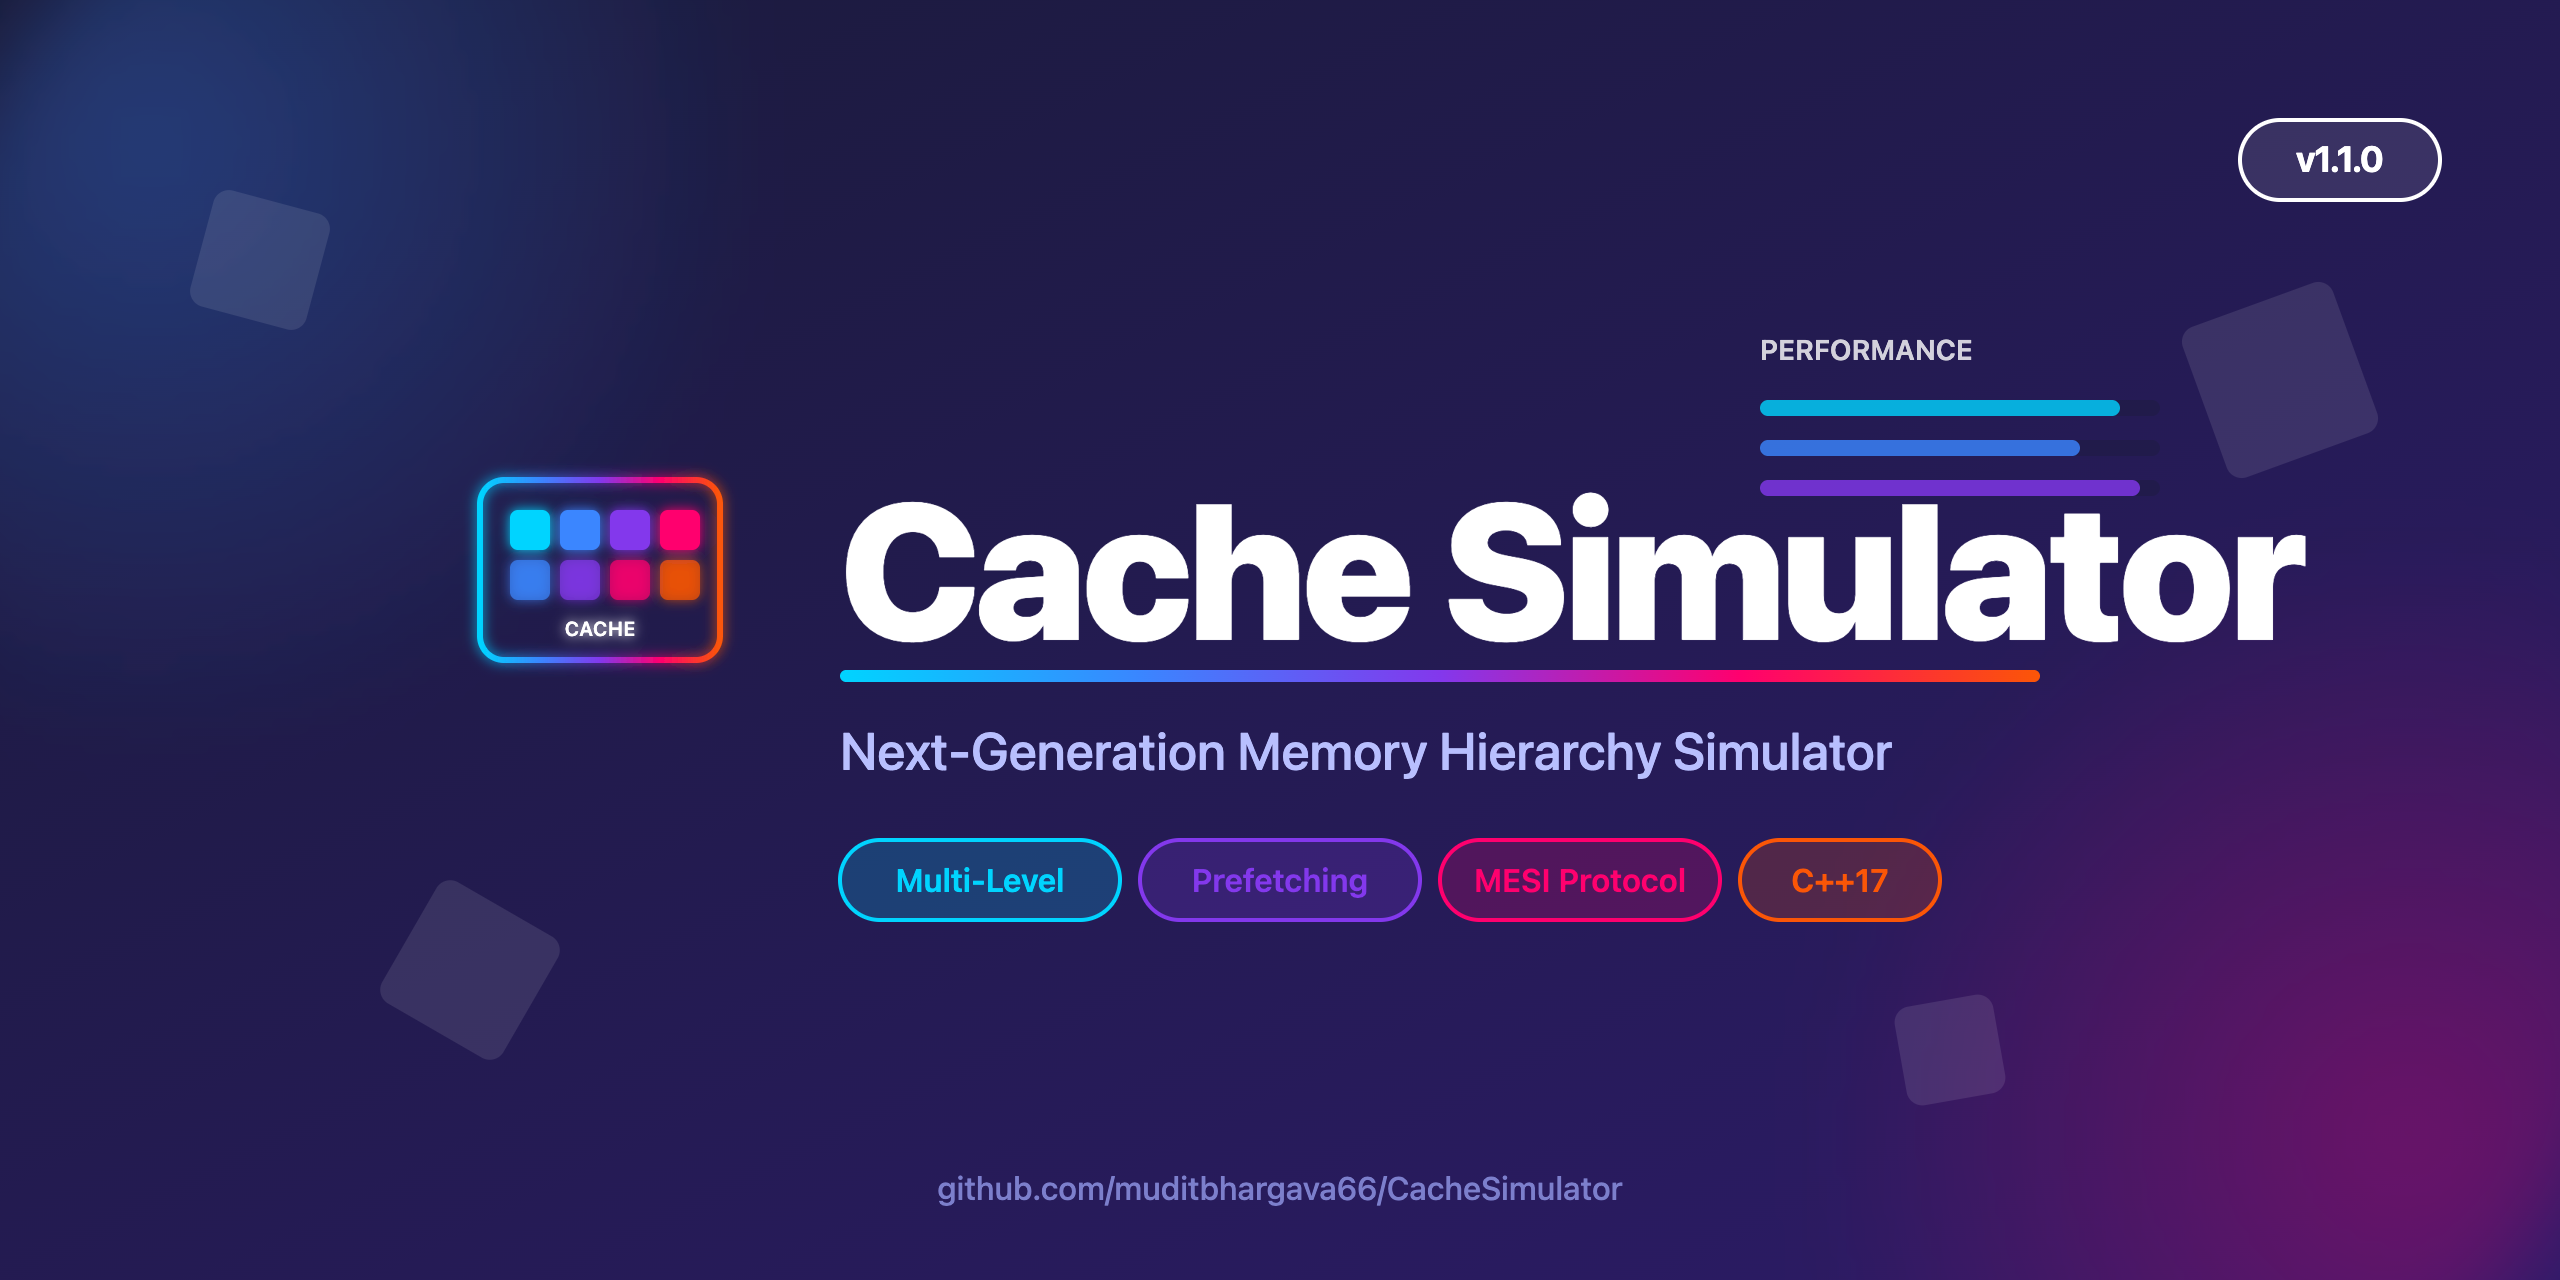 v1.1.0
PERFORMANCE
CACHE
Cache Simulator
Next-Generation Memory Hierarchy Simulator
Multi-Level
Prefetching
MESI Protocol
C++17
github.com/muditbhargava66/CacheSimulator